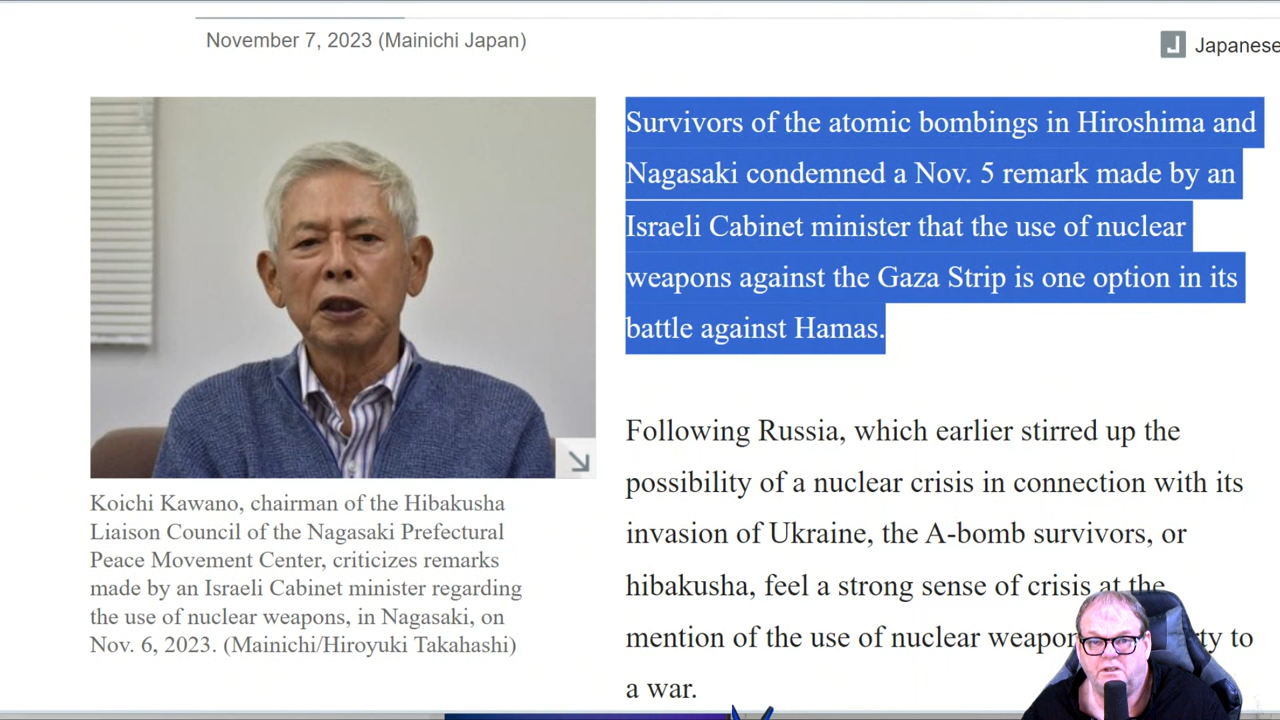 November 7, 2023 (Mainichi Japan)
J Japanese
Survivors of the atomic bombings in Hiroshima and
Nagasaki condemned a Nov. 5 remark made by an
Israeli Cabinet minister that the use of nuclear
weapons against the Gaza Strip is one option in its
battle against Hamas.
Koichi Kawano, chairman of the Hibakusha
Liaison Council of the Nagasaki Prefectural
Peace Movement Center, criticizes remarks
made by an Israeli Cabinet minister regarding
the use of nuclear weapons, in Nagasaki, on
Nov. 6, 2023. (Mainichi/Hiroyuki Takahashi)
Following Russia, which earlier stirred up the
possibility of a nuclear crisis in connection with its
invasion of Ukraine, the A-bomb survivors, or
hibakusha, feel a strong sense of crisis at the
mention of the use of nuclear to
a war.